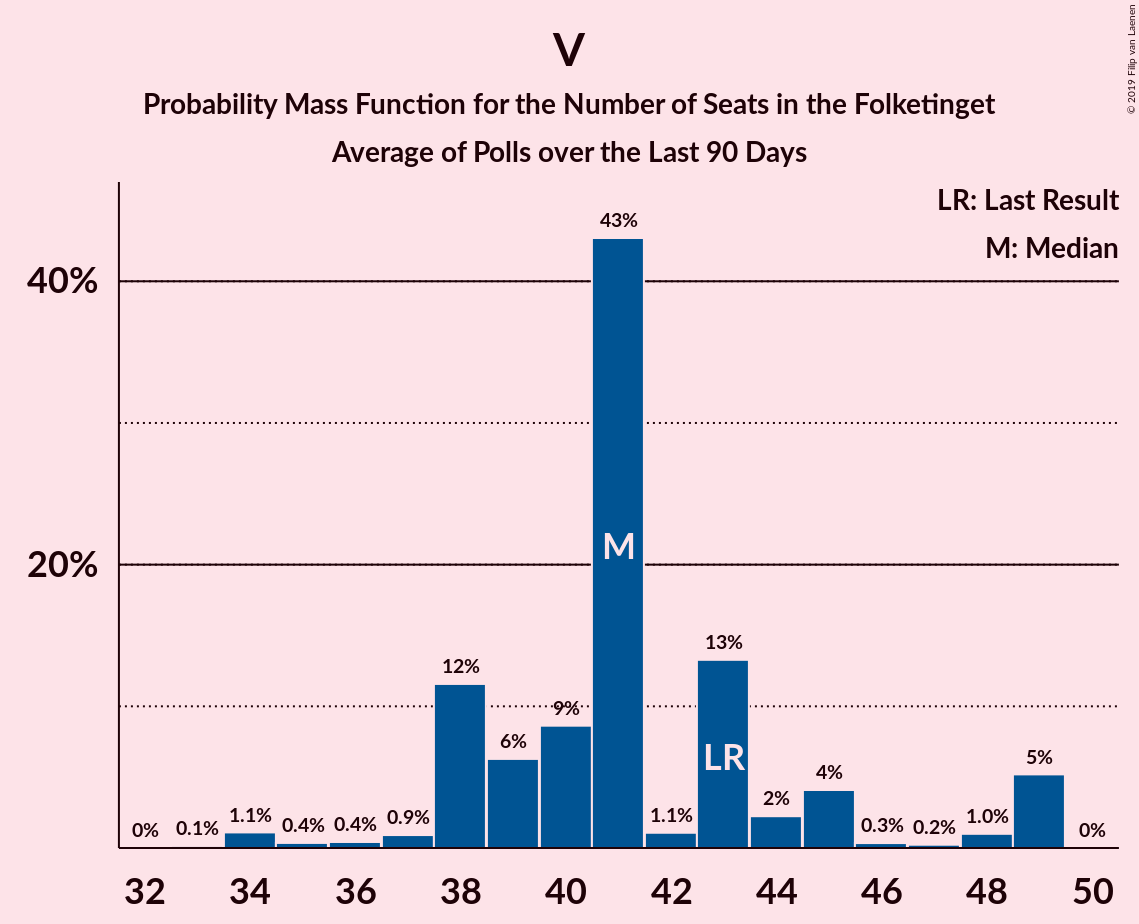 V
Probability Mass Function for the Number of Seats in the Folketinget
Average of Polls over the Last 90 Days
© 2019 Filip van Laenen
LR: Last Result
M: Median
43%
40%
M
20%
13%
12%
9%
6%
LR
5%
4%
2%
0% 0.1% 1.1% 0.4% 0.4% 0.9% 1.1% 0.3% 0.2% 1.0% 0%
32 34 36 38 40 42 44 46 48 50